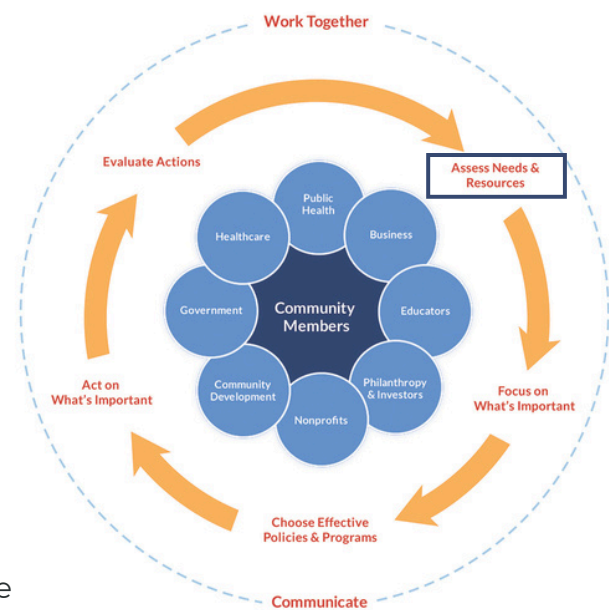 Work Together
Evaluate Actions
Assess Needs &
Resources
Public
Health
Healthcare
Business
Government
Community
Members
Educators
Act on
What's Important
Community
Development
Philanthropy
& Investors
Focus on
What's Important
Nonprofits
Choose Effective
Policies & Programs
e
Communicate